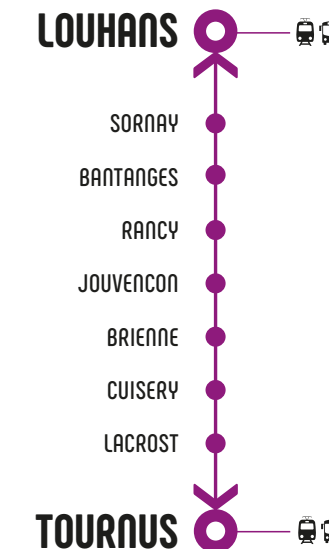 LOUHANS
SORNAY
BANTANGES
RANCY
JOUVENCON
BRIENNE
CUISERY
LACROST
TOURNUS